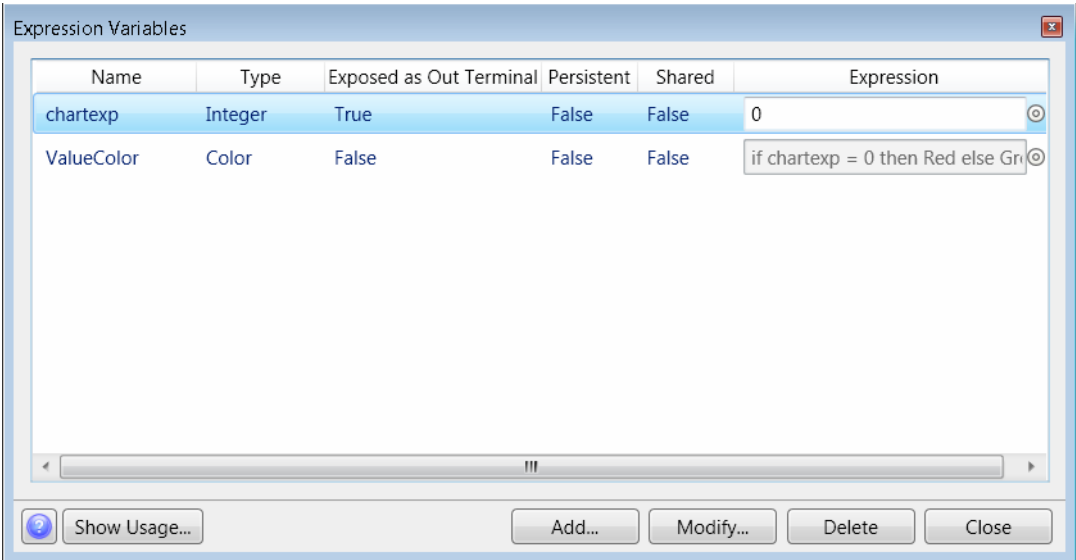 Expression Variables
Name Type Exposed as Out Terminal Persistent Shared Expression
chartexp Integer True False False 0
ValueColor Color False False False if chartexp = 0 then Red else Gr
Show Usage... Add... Modify... Delete Close